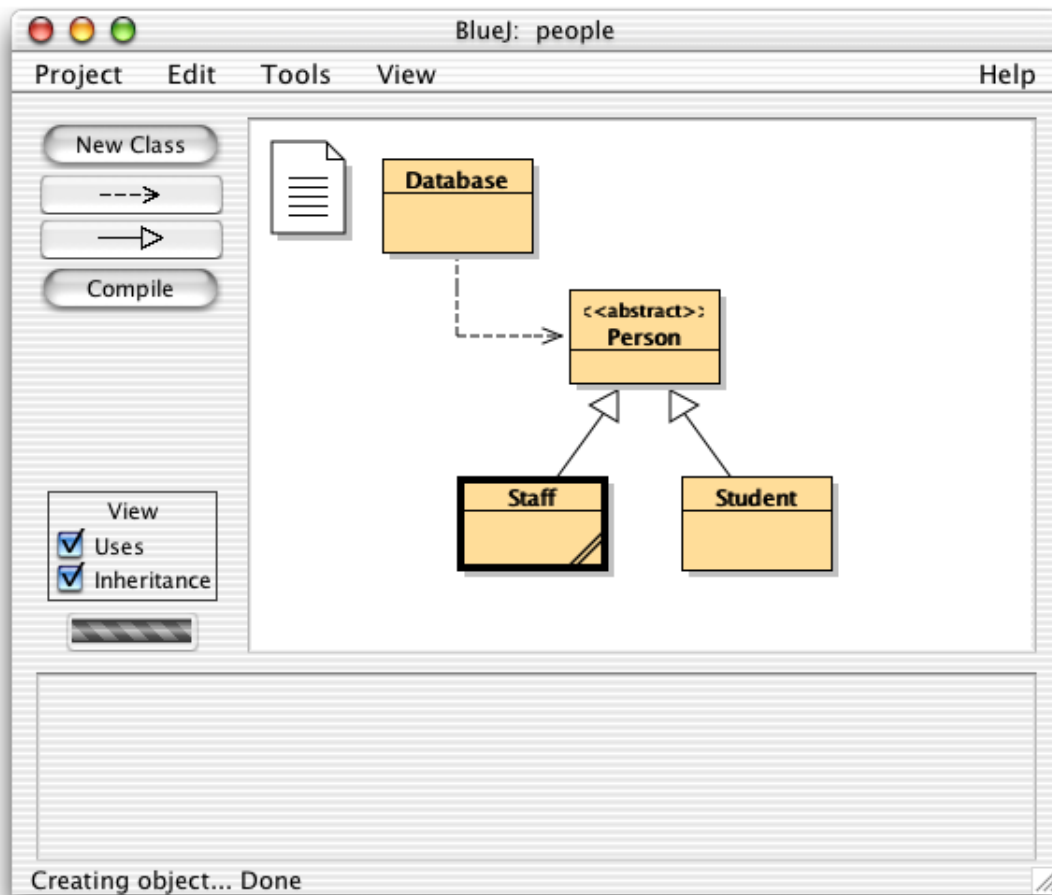 BlueJ: people
Project Edit Tools View Help
New Class
Compile
View
Uses
Inheritance
Database
<<abstract>>
Person
Staff
Student
Creating object... Done